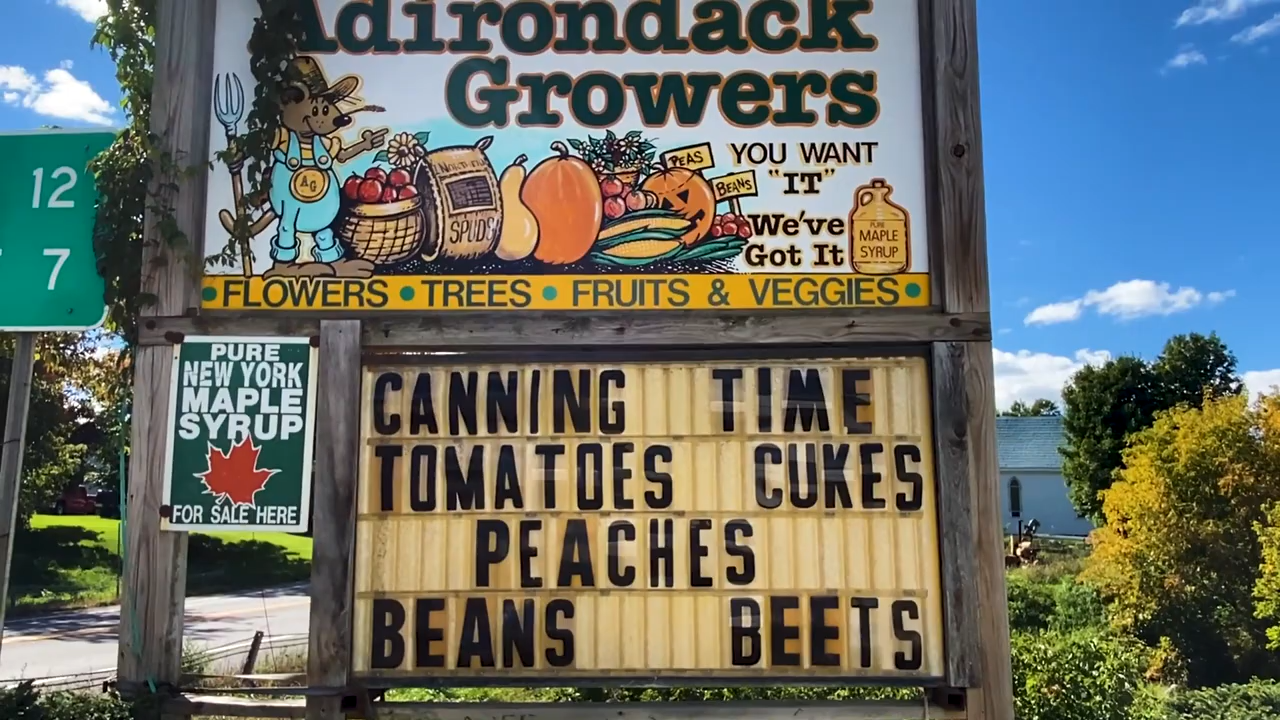 Adirondack
Growers
12
7
AG
SPUDS
PEAS
BEANS
YOU WANT
"IT"
We've
Got It
PURE
MAPLE
SYRUP
• FLOWERS • TREES • FRUITS & VEGGIES •
PURE
NEW YORK
MAPLE
SYRUP
FOR SALE HERE
CANNING TIME
TOMATOES CUKES
PEACHES
BEANS BEETS